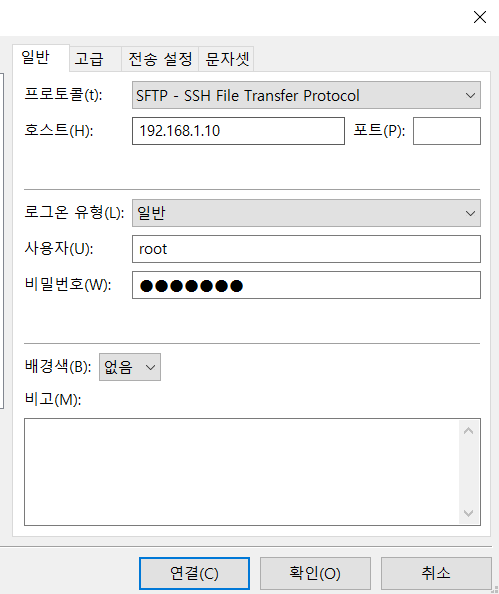 일반 고급 전송 설정 문자셋
프로토콜(t): SFTP - SSH File Transfer Protocol
호스트(H): 192.168.1.10 포트(P):
로그온 유형(L): 일반
사용자(U): root
비밀번호(W): ●●●●●●●
배경색(B): 없음
비고(M):
연결(C) 확인(O) 취소